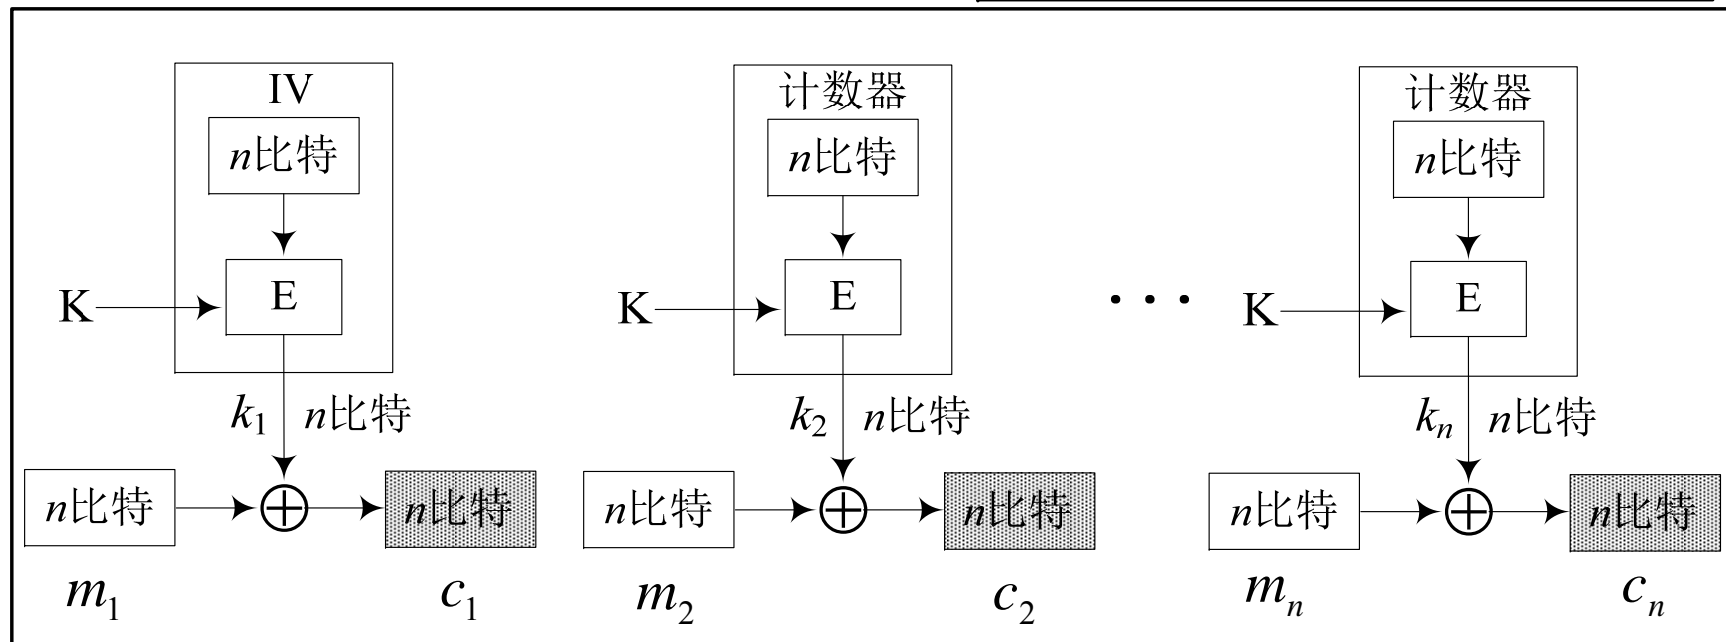 IV 计数器 计数器
n比特 n比特 n比特
K E K E ... K E
k₁ n比特 k₂ n比特 kₙ n比特
n比特 n比特 n比特 n比特 n比特 n比特
m₁ c₁ m₂ c₂ mₙ cₙ